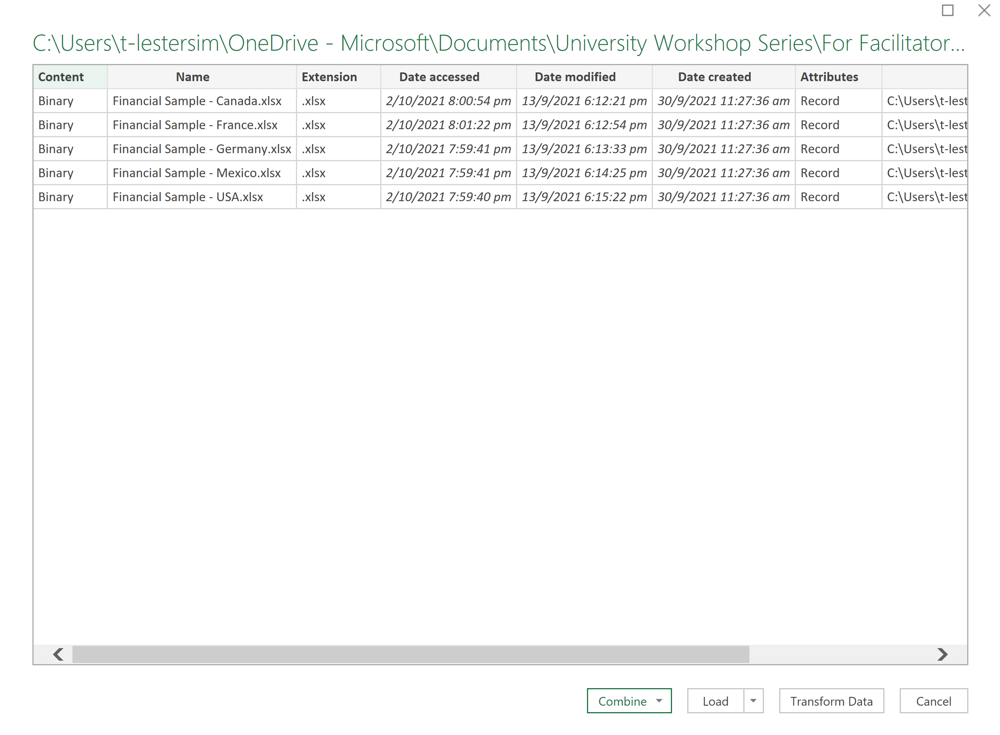 C:\Users\t-lestersim\OneDrive - Microsoft\Documents\University Workshop Series\For Facilitator...
Content Name Extension Date accessed Date modified Date created Attributes
Binary Financial Sample - Canada.xlsx .xlsx 2/10/2021 8:00:54 pm 13/9/2021 6:12:21 pm 30/9/2021 11:27:36 am Record C:\Users\t-lest
Binary Financial Sample - France.xlsx .xlsx 2/10/2021 8:01:22 pm 13/9/2021 6:12:54 pm 30/9/2021 11:27:36 am Record C:\Users\t-lest
Binary Financial Sample - Germany.xlsx .xlsx 2/10/2021 7:59:41 pm 13/9/2021 6:13:33 pm 30/9/2021 11:27:36 am Record C:\Users\t-lest
Binary Financial Sample - Mexico.xlsx .xlsx 2/10/2021 7:59:41 pm 13/9/2021 6:14:25 pm 30/9/2021 11:27:36 am Record C:\Users\t-lest
Binary Financial Sample - USA.xlsx .xlsx 2/10/2021 7:59:40 pm 13/9/2021 6:15:22 pm 30/9/2021 11:27:36 am Record C:\Users\t-lest
Combine Load Transform Data Cancel